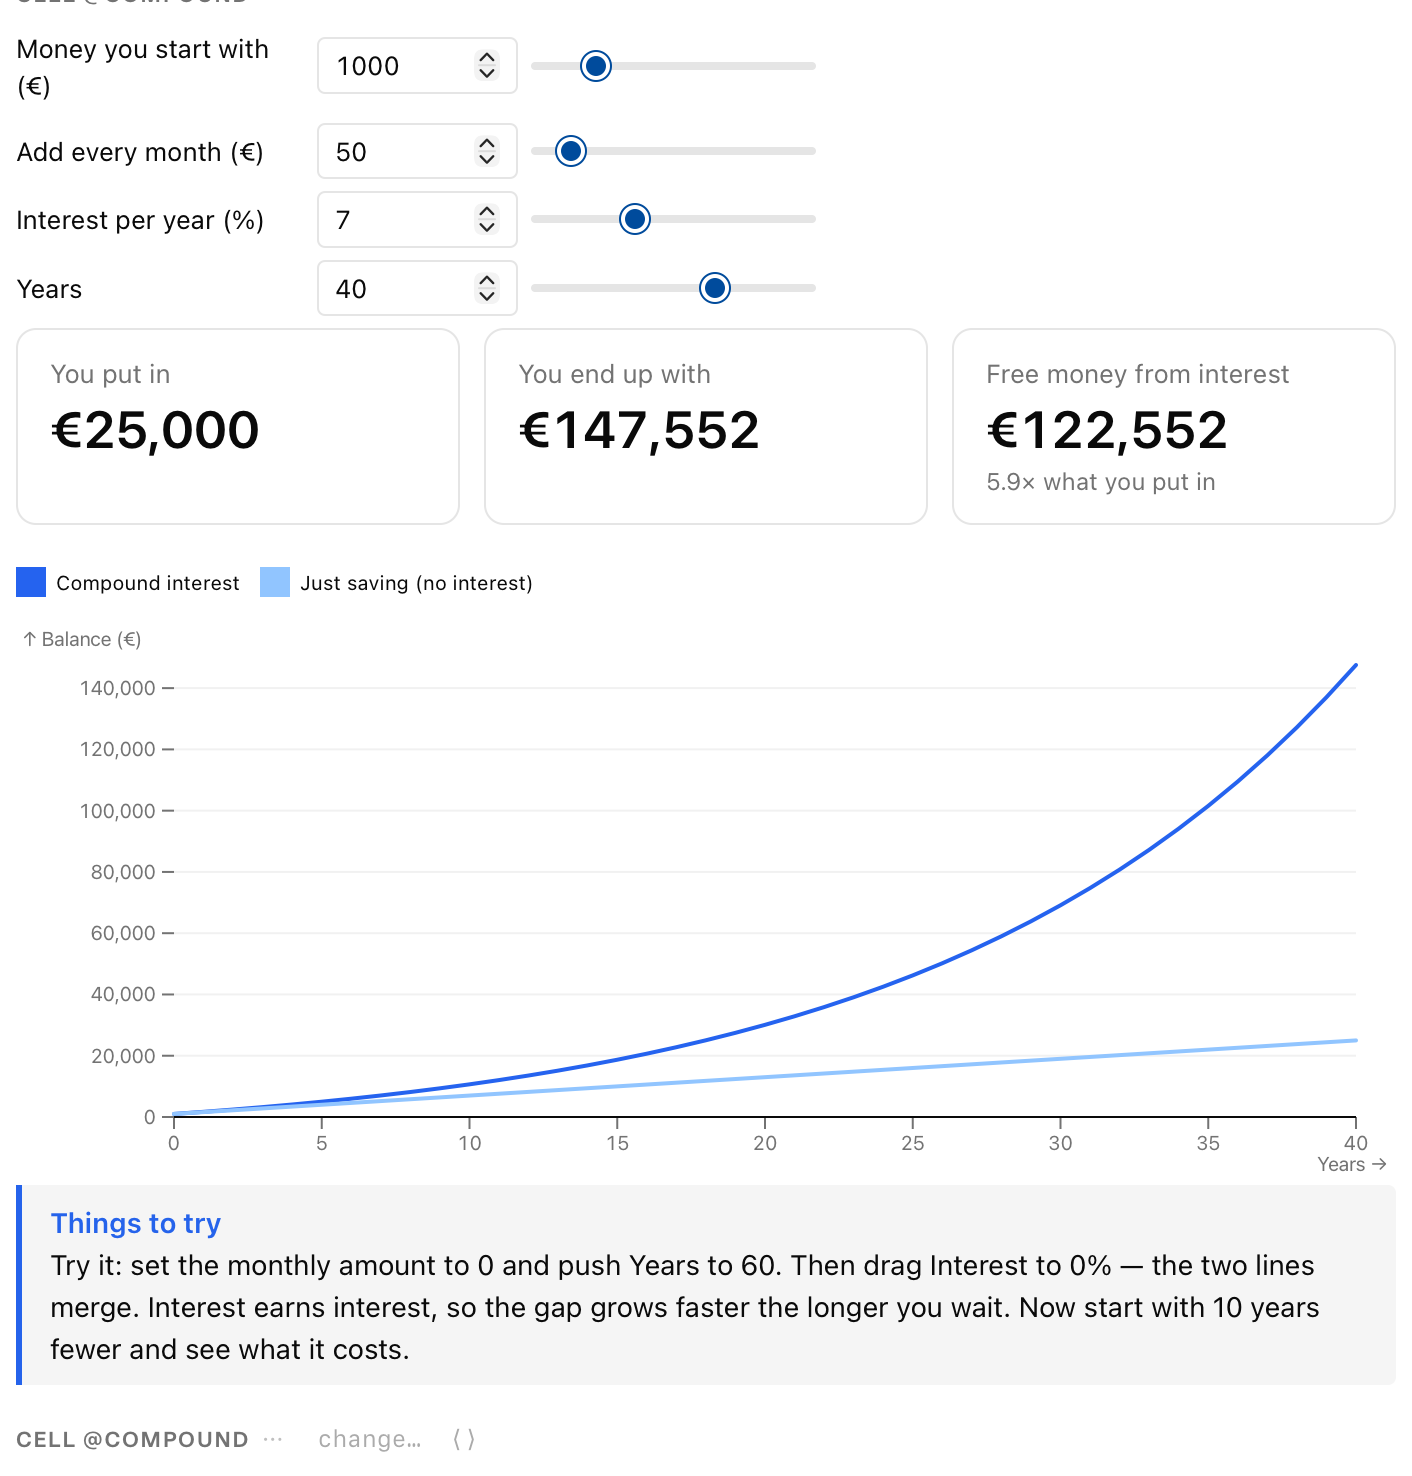 CELL @COMPOUND
Money you start with
(€)
1000
Add every month (€)
50
Interest per year (%)
7
Years
40
You put in
€25,000
You end up with
€147,552
Free money from interest
€122,552
5.9× what you put in
Compound interest
Just saving (no interest)
↑ Balance (€)
140,000
120,000
100,000
80,000
60,000
40,000
20,000
0
0 5 10 15 20 25 30 35 40
Years →
Things to try
Try it: set the monthly amount to 0 and push Years to 60. Then drag Interest to 0% — the two lines
merge. Interest earns interest, so the gap grows faster the longer you wait. Now start with 10 years
fewer and see what it costs.
CELL @COMPOUND ··· change… ( )